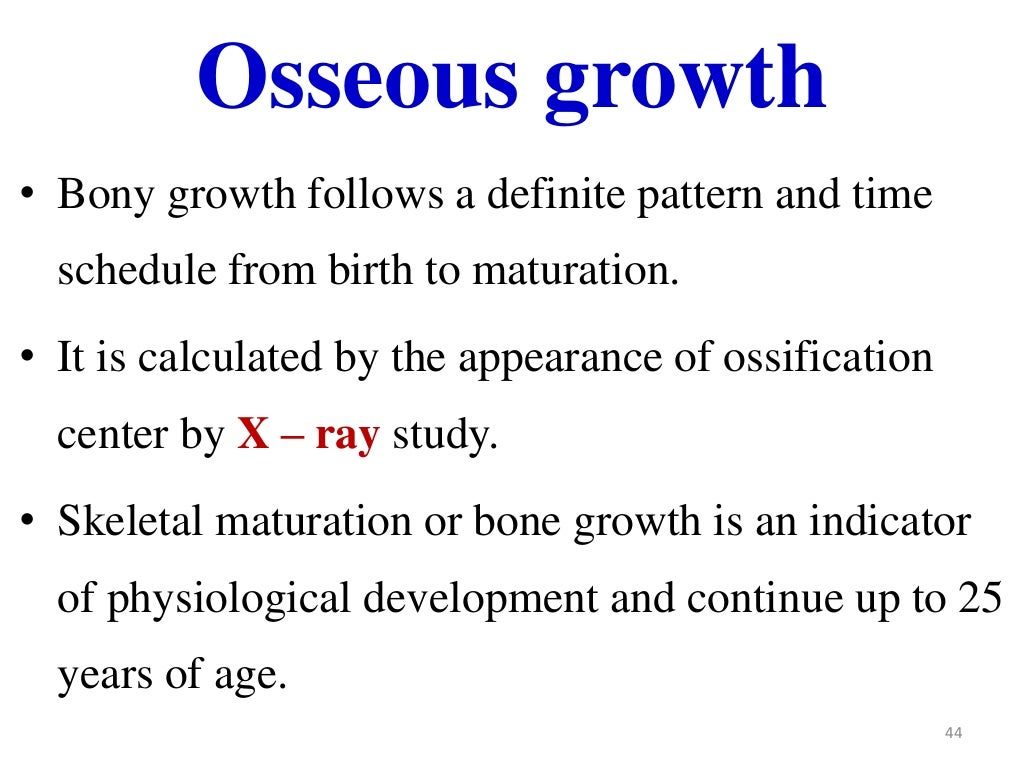 Osseous growth
• Bony growth follows a definite pattern and time
schedule from birth to maturation.
• It is calculated by the appearance of ossification
center by X – ray study.
• Skeletal maturation or bone growth is an indicator
of physiological development and continue up to 25
years of age.
44